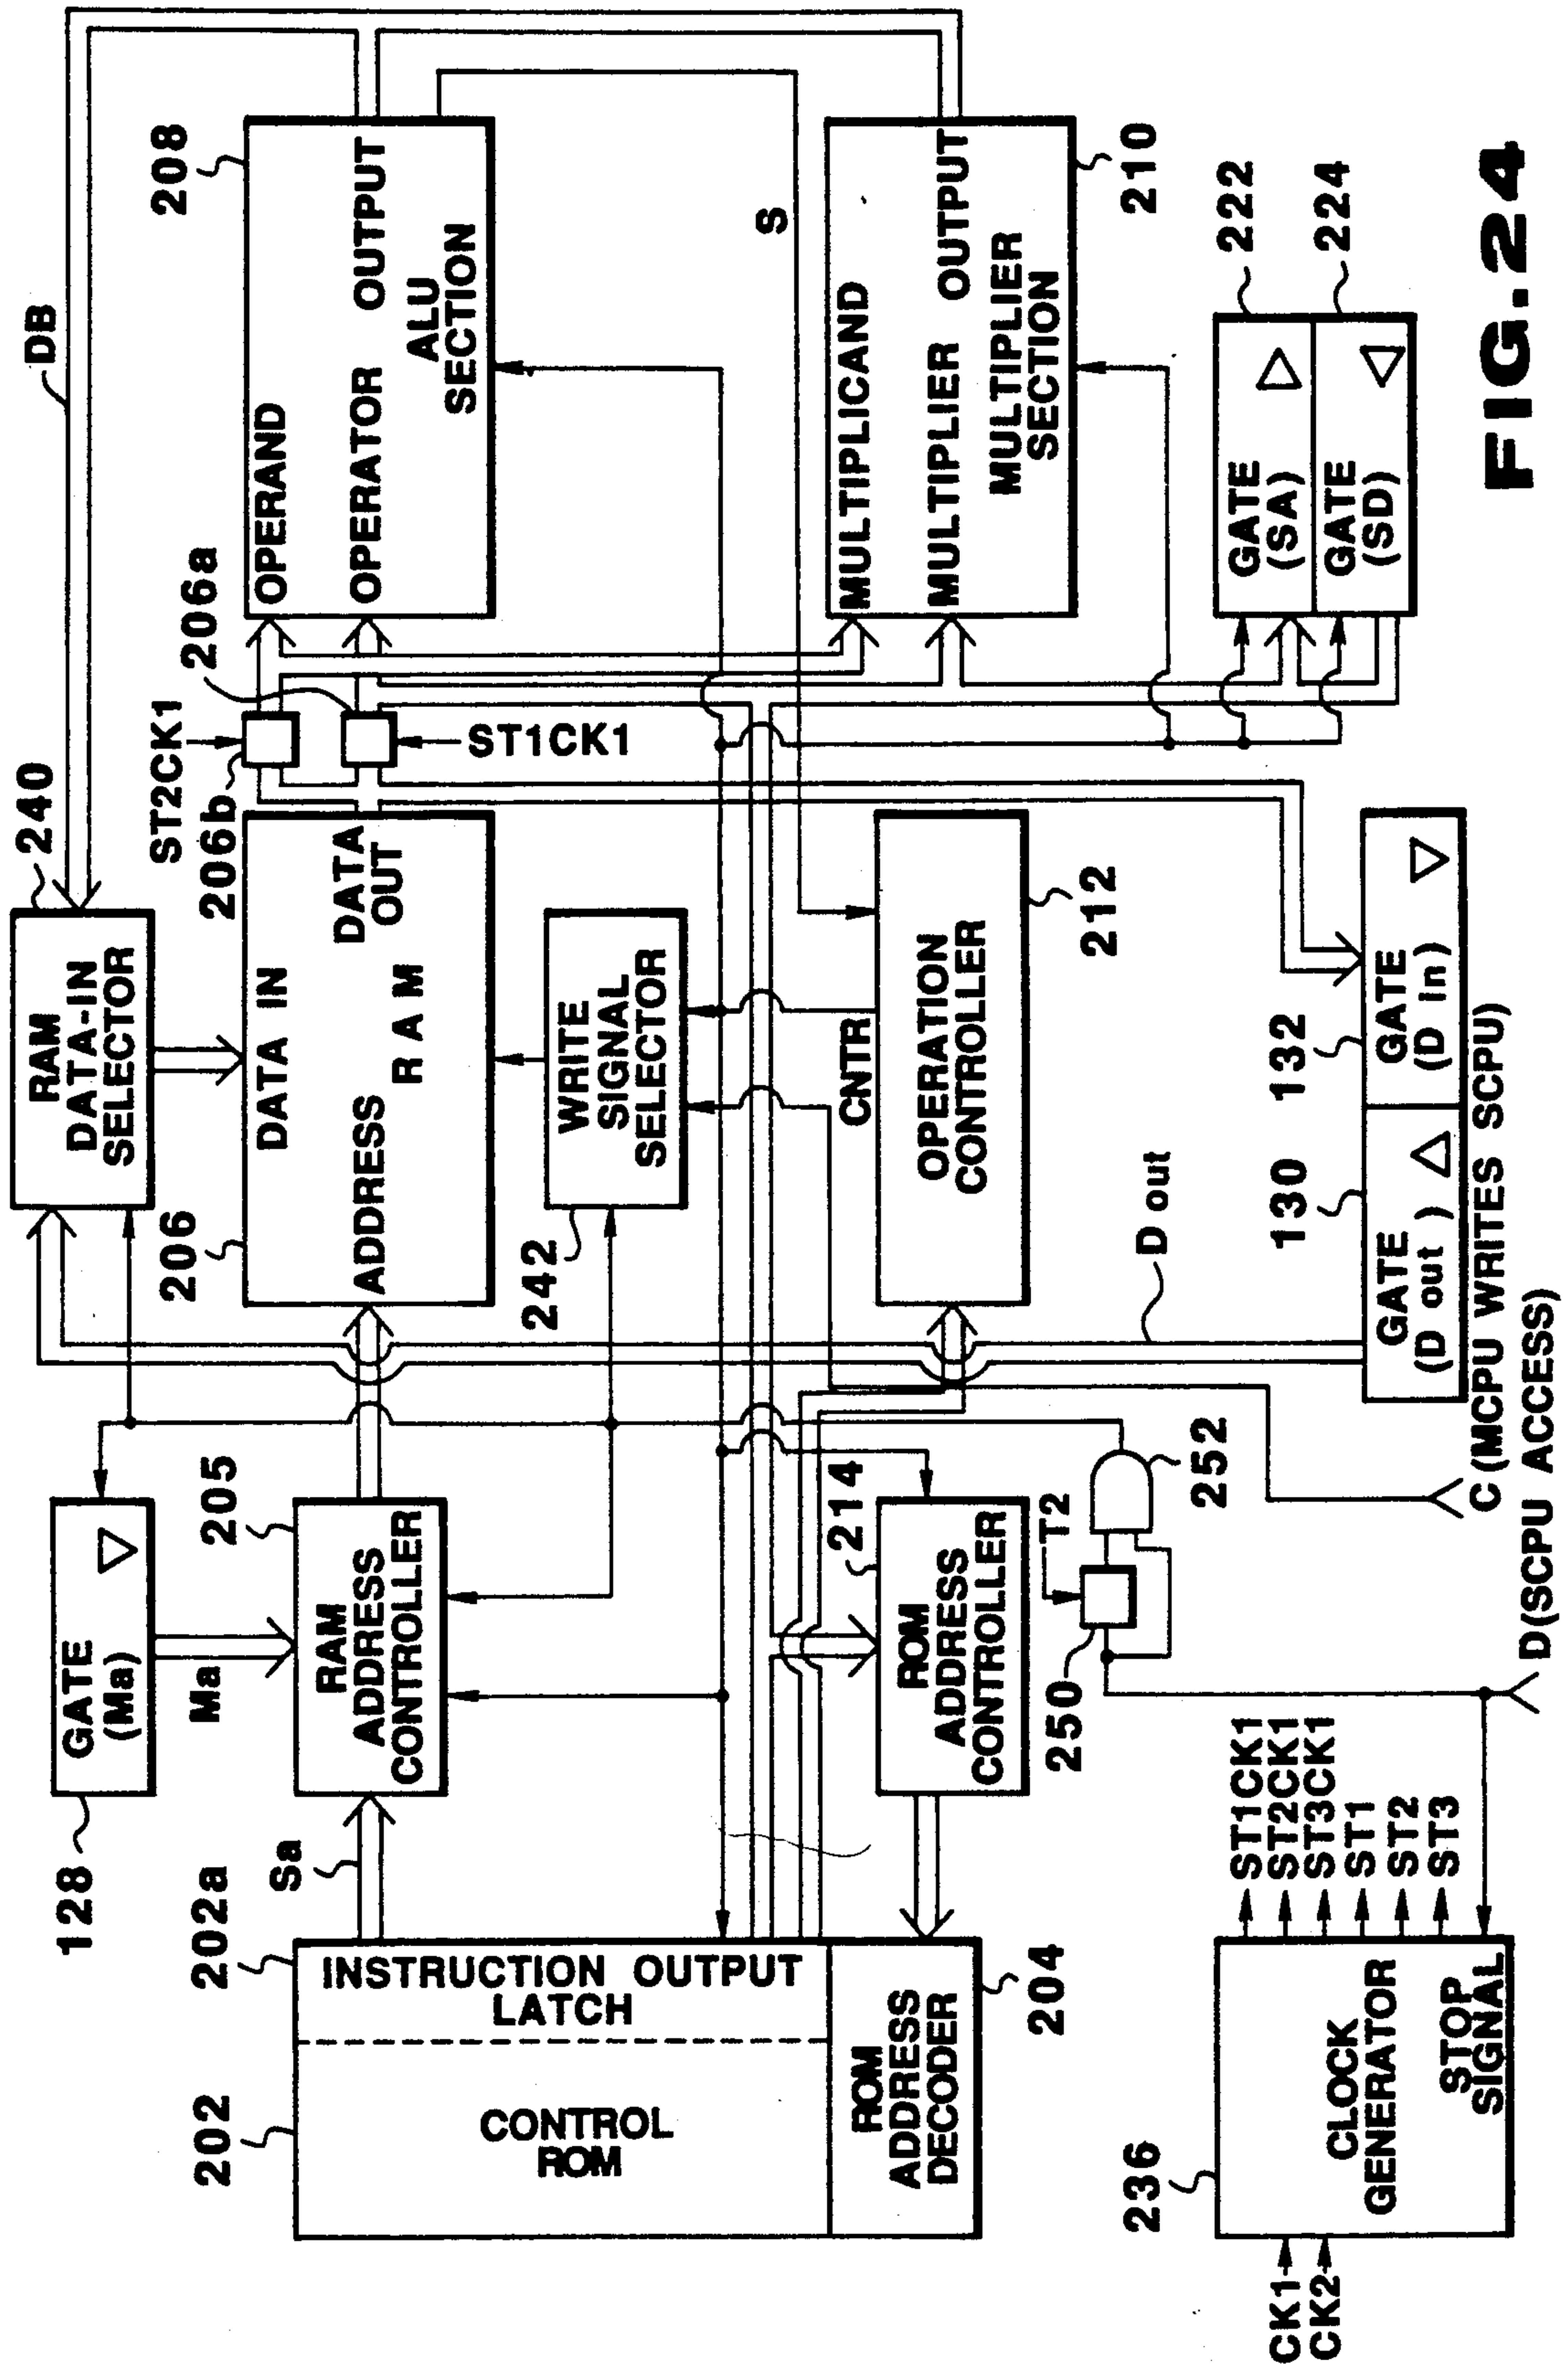 DB
240
RAM
DATA-IN
SELECTOR
ST2CK1
206b
206a
ST1CK1
208
OPERAND
OPERATOR OUTPUT
ALU
SECTION
128
GATE
(Ma)
Ma
205
RAM
ADDRESS
CONTROLLER
206
DATA IN
DATA
OUT
ADDRESS
R A M
242
WRITE
SIGNAL
SELECTOR
S
202
202a
Sa
INSTRUCTION OUTPUT
LATCH
CONTROL
ROM
ROM
ADDRESS
DECODER
204
214
ROM
ADDRESS
CONTROLLER
CNTR
OPERATION
CONTROLLER
212
MULTIPLICAND
MULTIPLIER OUTPUT
MULTIPLIER
SECTION
210
T2
250
252
D out
130
GATE
(D out )
132
GATE
(D in)
222
GATE
(SA)
224
GATE
(SD)
236
CK1
CK2
CLOCK
GENERATOR
STOP
SIGNAL
ST1CK1
ST2CK1
ST3CK1
ST1
ST2
ST3
C (MCPU WRITES SCPU)
D(SCPU ACCESS)
FIG.24